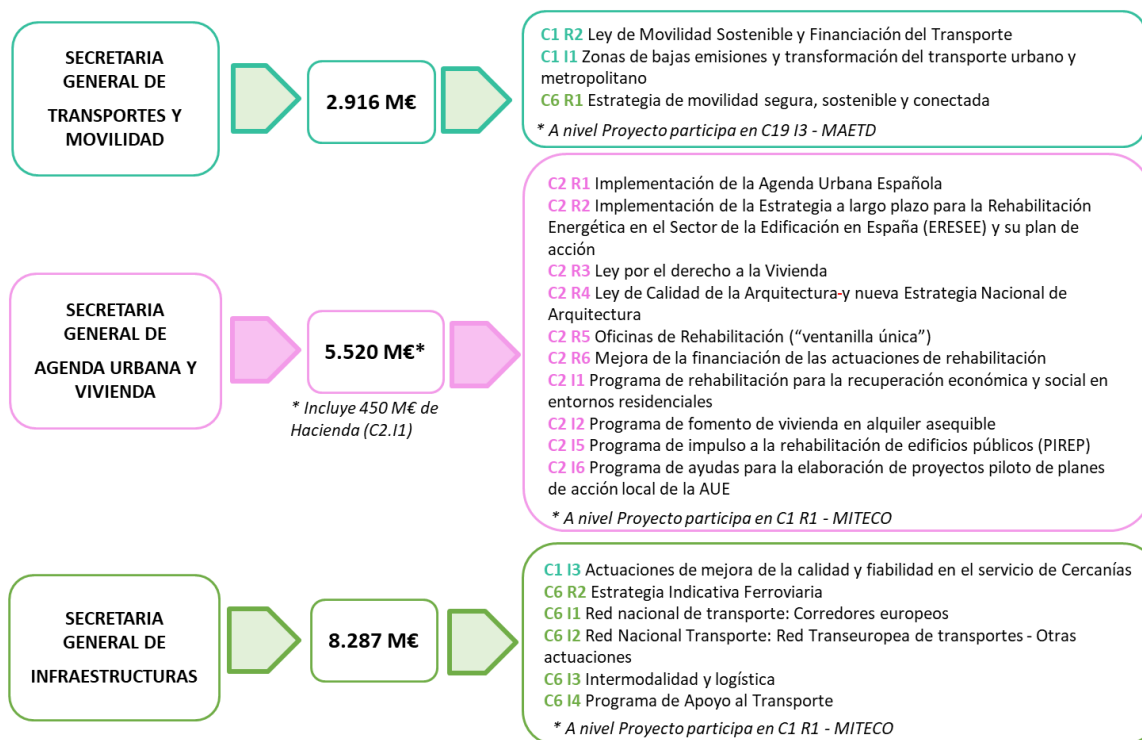 SECRETARIA
GENERAL DE
TRANSPORTES Y
MOVILIDAD
2.916 M€
C1 R2 Ley de Movilidad Sostenible y Financiación del Transporte
C1 I1 Zonas de bajas emisiones y transformación del transporte urbano y
metropolitano
C6 R1 Estrategia de movilidad segura, sostenible y conectada
* A nivel Proyecto participa en C19 I3 - MAETD
SECRETARIA
GENERAL DE
AGENDA URBANA Y
VIVIENDA
5.520 M€*
* Incluye 450 M€ de
Hacienda (C2.I1)
C2 R1 Implementación de la Agenda Urbana Española
C2 R2 Implementación de la Estrategia a largo plazo para la Rehabilitación
Energética en el Sector de la Edificación en España (ERESEE) y su plan de
acción
C2 R3 Ley por el derecho a la Vivienda
C2 R4 Ley de Calidad de la Arquitectura-y nueva Estrategia Nacional de
Arquitectura
C2 R5 Oficinas de Rehabilitación (“ventanilla única”)
C2 R6 Mejora de la financiación de las actuaciones de rehabilitación
C2 I1 Programa de rehabilitación para la recuperación económica y social en
entornos residenciales
C2 I2 Programa de fomento de vivienda en alquiler asequible
C2 I5 Programa de impulso a la rehabilitación de edificios públicos (PIREP)
C2 I6 Programa de ayudas para la elaboración de proyectos piloto de planes
de acción local de la AUE
* A nivel Proyecto participa en C1 R1 - MITECO
SECRETARIA
GENERAL DE
INFRAESTRUCTURAS
8.287 M€
C1 I3 Actuaciones de mejora de la calidad y fiabilidad en el servicio de Cercanías
C6 R2 Estrategia Indicativa Ferroviaria
C6 I1 Red nacional de transporte: Corredores europeos
C6 I2 Red Nacional Transporte: Red Transeuropea de transportes - Otras
actuaciones
C6 I3 Intermodalidad y logística
C6 I4 Programa de Apoyo al Transporte
* A nivel Proyecto participa en C1 R1 - MITECO